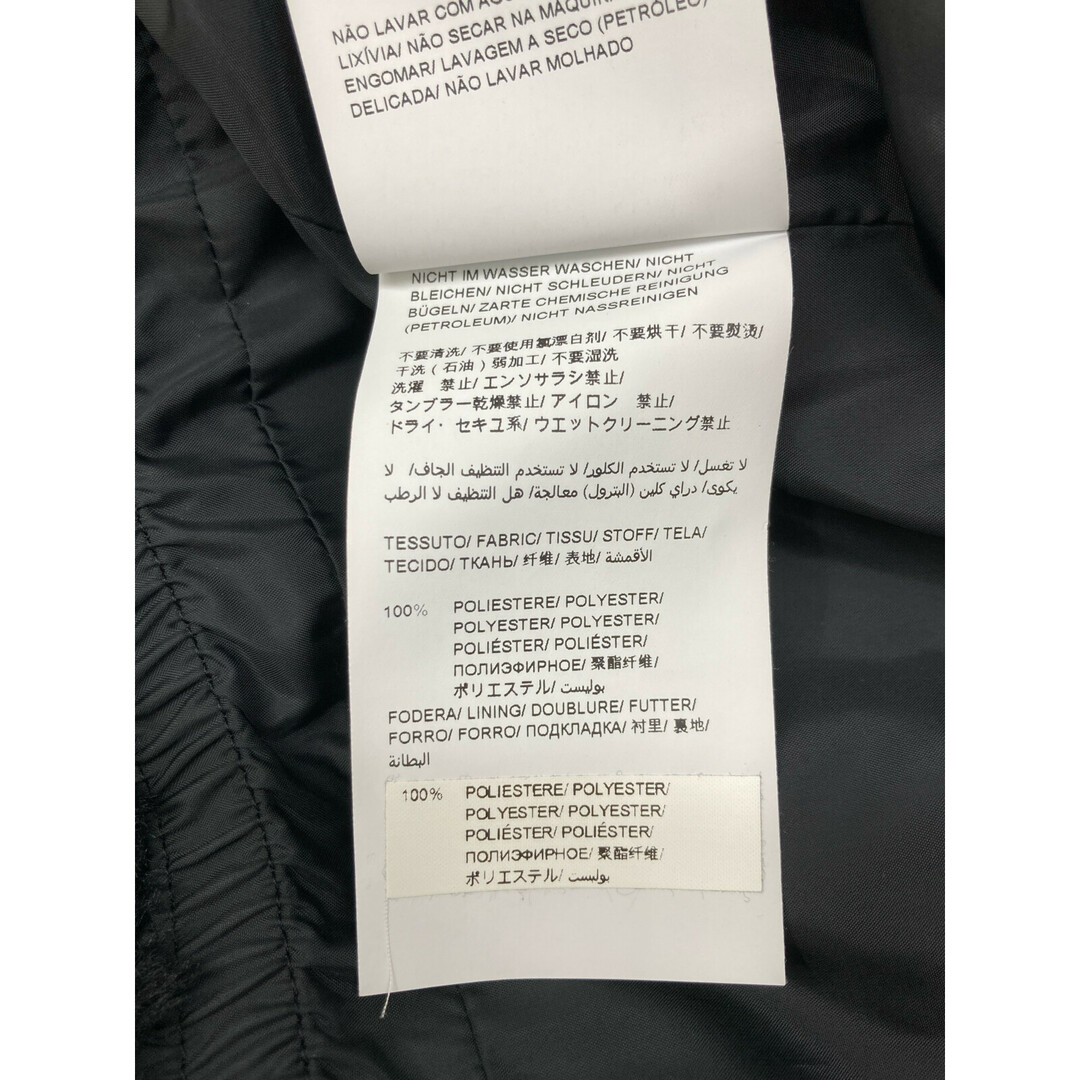 NÃO LAVAR COM
LIXÍVIA/ NÃO SECAR NA MÁQUINA
ENGOMAR/ LAVAGEM A SECO (PETRÓLEO)
DELICADA/ NÃO LAVAR MOLHADO
NICHT IM WASSER WASCHEN/ NICHT
BLEICHEN/ NICHT SCHLEUDERN/ NICHT
BÜGELN/ ZARTE CHEMISCHE REINIGUNG
(PETROLEUM)/ NICHT NASSREINIGEN
不要清洗/ 不要使用氯漂白剂/ 不要烘干/ 不要熨烫/
干洗 ( 石油 ) 弱加工/ 不要湿洗
洗濯 禁止/ エンソサラシ禁止/
タンブラー乾燥禁止/ アイロン 禁止/
ドライ・セキユ系/ ウエットクリーニング禁止
لا تغسل/ لا تستخدم الكلور/ لا تستخدم التنظيف الجاف/ لا
يكوى/ دراي كلين (البترول) معالجة/ هل التنظيف لا الرطب
TESSUTO/ FABRIC/ TISSU/ STOFF/ TELA/
TECIDO/ ТКАНЬ/ 纤维/ 表地/ الأقمشة
100% POLIESTERE/ POLYESTER/
POLYESTER/ POLYESTER/
POLIÉSTER/ POLIÉSTER/
ПОЛИЭФИРНОЕ/ 聚酯纤维/
ポリエステル/ بوليست
FODERA/ LINING/ DOUBLURE/ FUTTER/
FORRO/ FORRO/ ПОДКЛАДКА/ 衬里/ 裏地/
البطانة
100% POLIESTERE/ POLYESTER/
POLYESTER/ POLYESTER/
POLIÉSTER/ POLIÉSTER/
ПОЛИЭФИРНОЕ/ 聚酯纤维/
ポリエステル/ بوليست